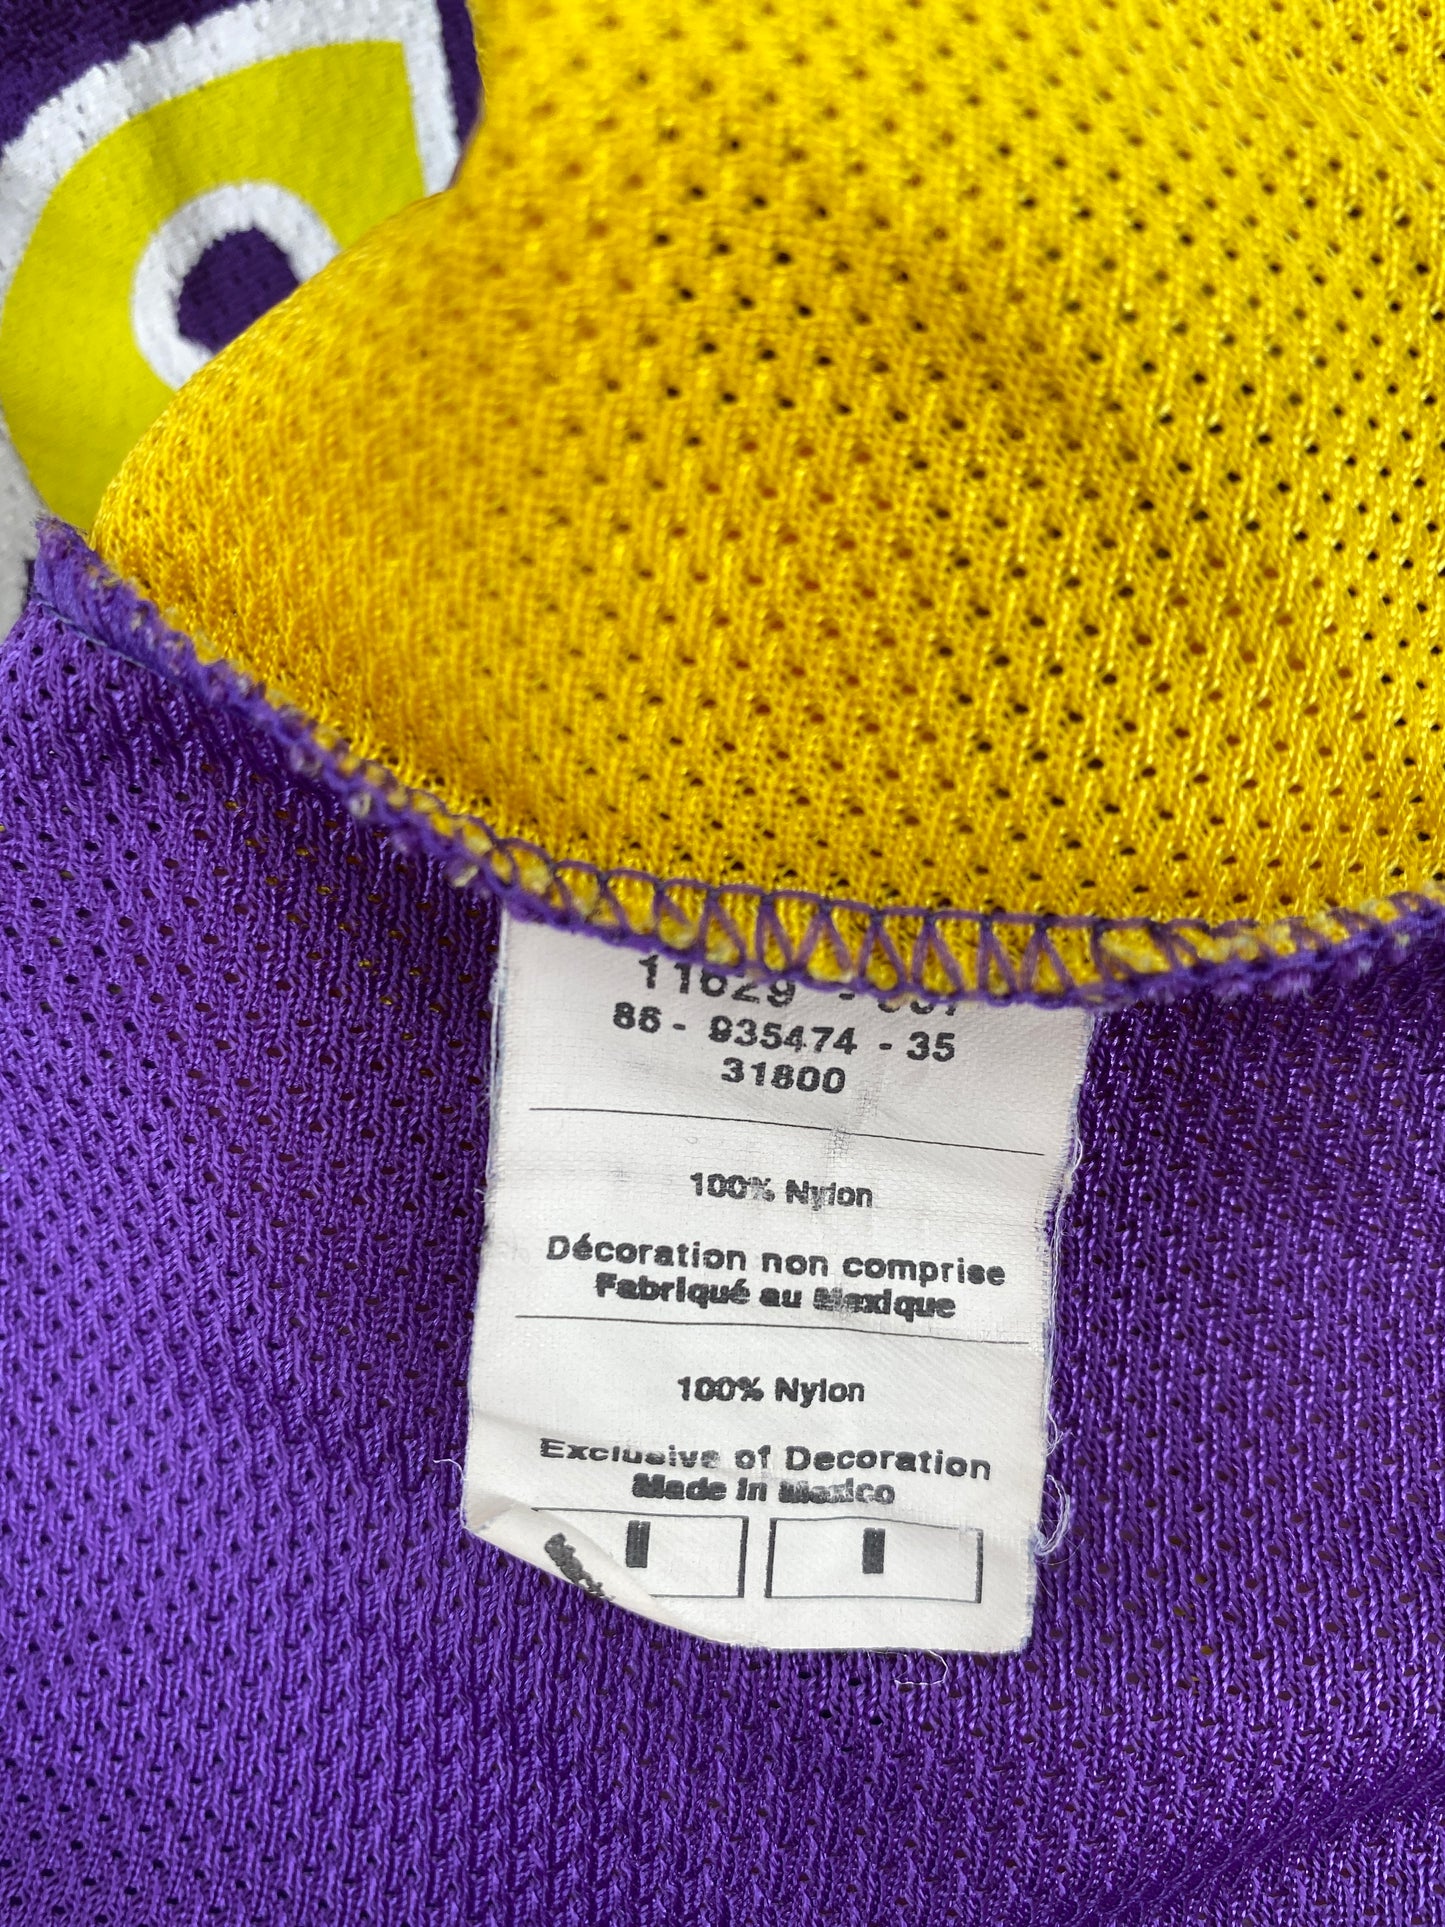 11629 -
86 - 935474 - 35
31800
100% Nylon
Décoration non comprise
Fabriqué au Mexique
100% Nylon
Exclusive of Decoration
Made in Mexico